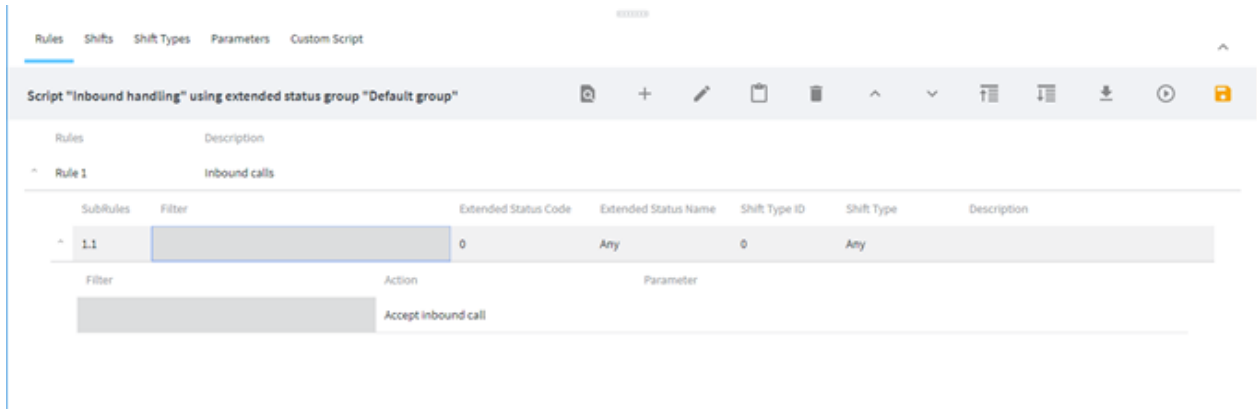 Rules Shifts Shift Types Parameters Custom Script
Script "Inbound handling" using extended status group "Default group"
Rules Description
Rule 1 Inbound calls
SubRules Filter Extended Status Code Extended Status Name Shift Type ID Shift Type Description
1.1 0 Any 0 Any
Filter Action Parameter
Accept inbound call